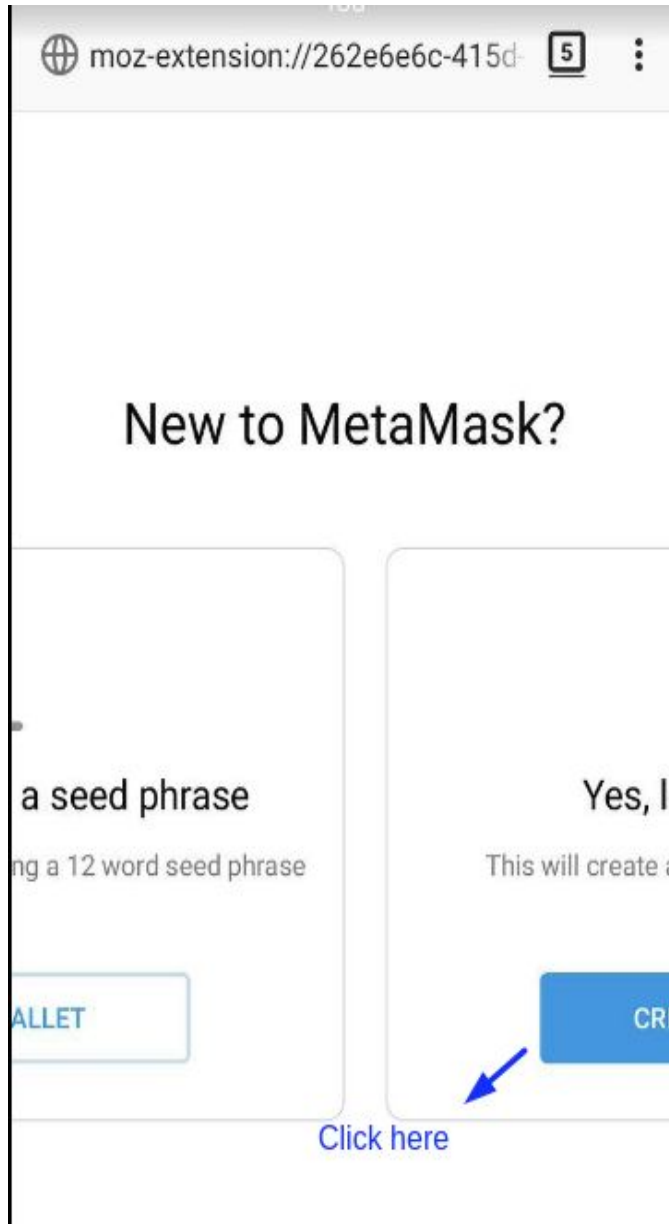 moz-extension://262e6e6c-415d-
5
New to MetaMask?
a seed phrase
Yes, l
ng a 12 word seed phrase
This will create a
ALLET
CR
Click here